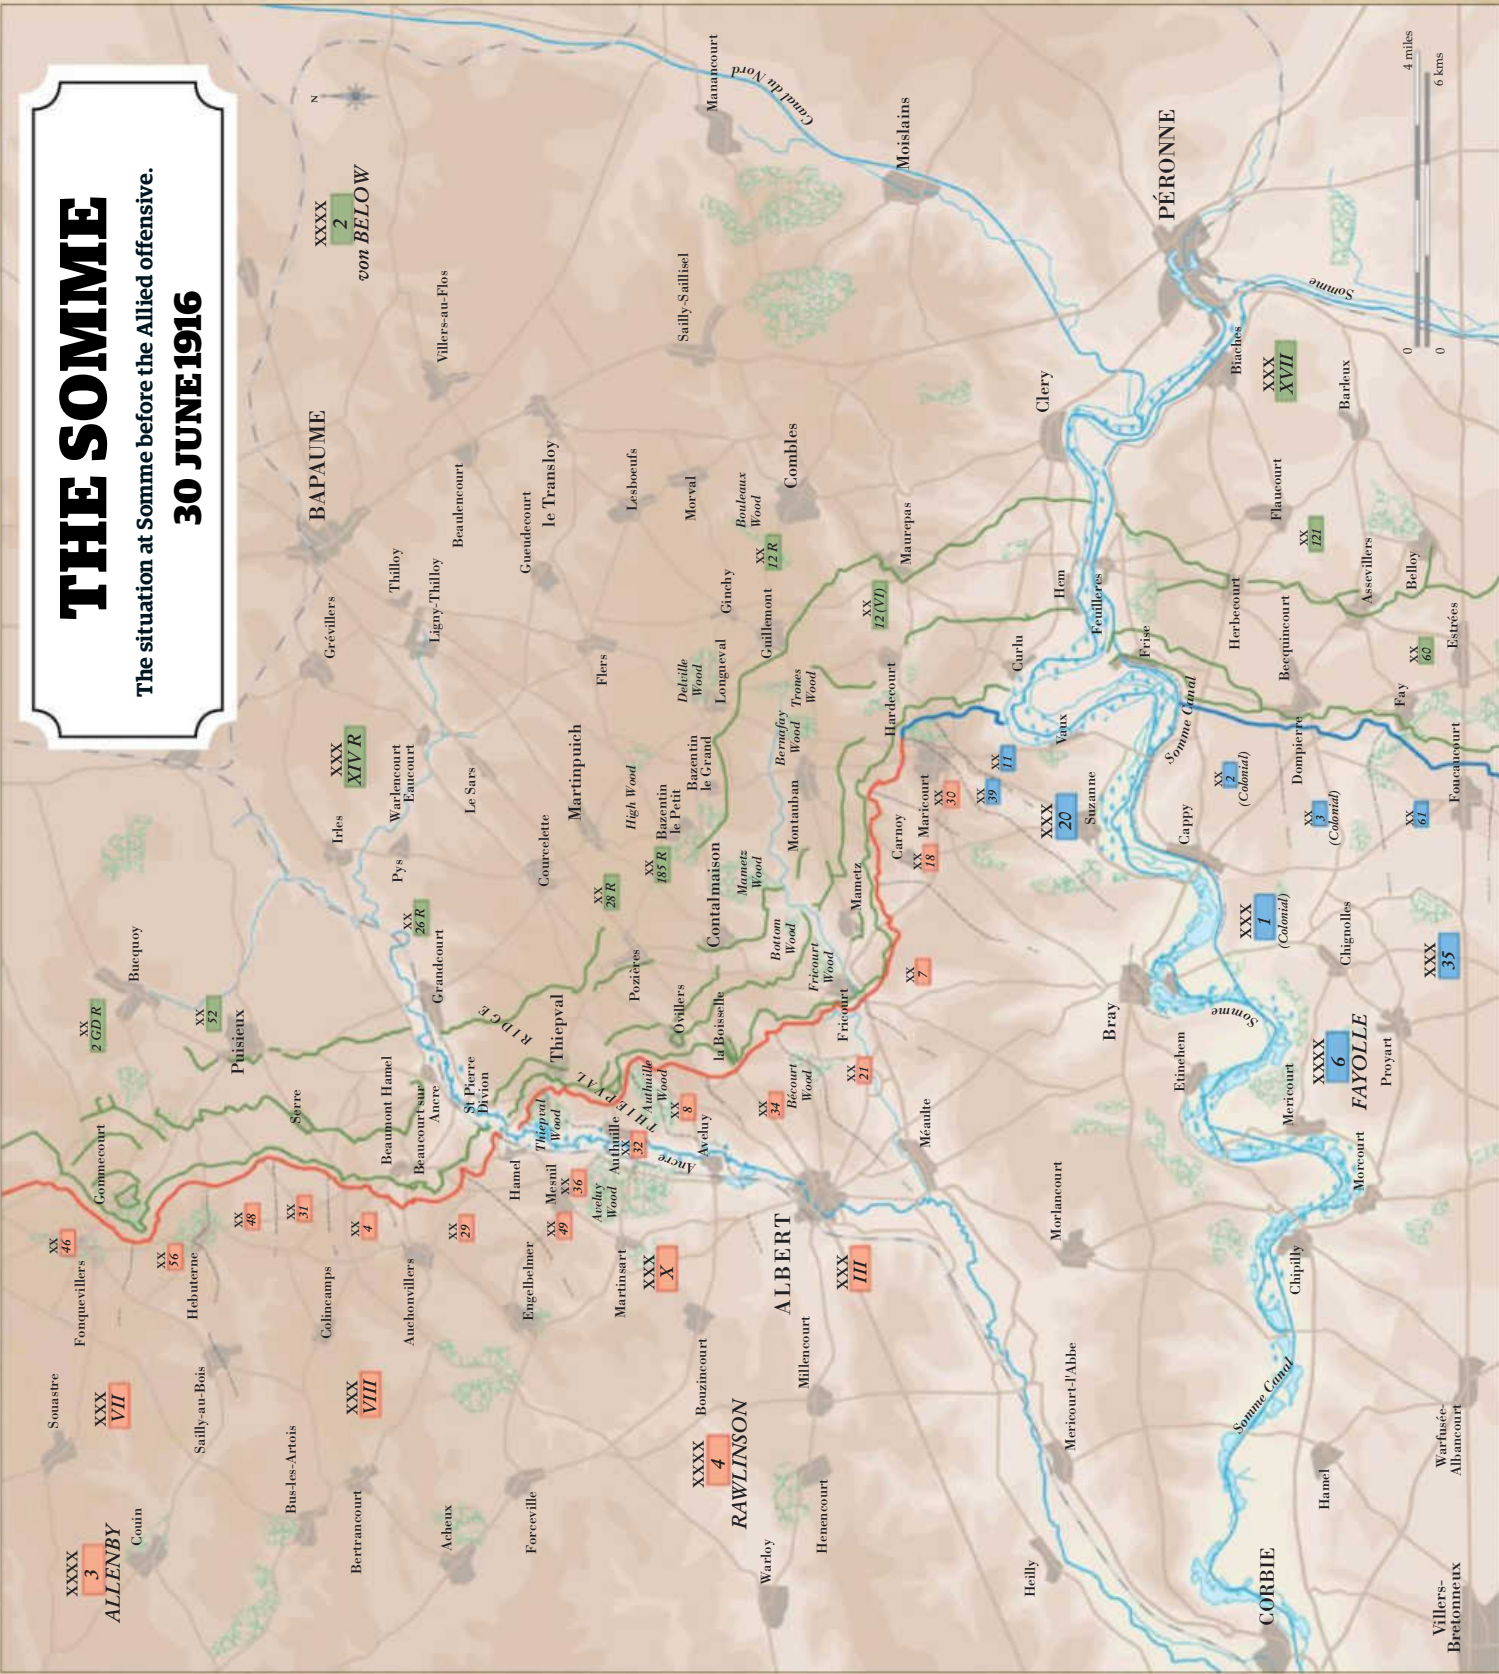 THE SOMME
The situation at Somme before the Allied offensive.
30 JUNE 1916
N
XXXX
3
ALLENBY
Couin
Souastre
XXX
VII
Fonquevillers
XX
46
Gommecourt
XX
2 GD R
Bucquoy
XX
56
Hebuterne
Sailly-au-Bois
XX
48
XX
52
Puisieux
Bus-les-Artois
Colincamps
XX
31
Serre
Bertrancourt
XXX
VIII
XX
4
Auchonvillers
Beaumont Hamel
Beaucourt sur
Ancre
Irles
Pys
XXX
XIV R
Grévillers
BAPAUME
XXXX
2
von BELOW
Acheux
XX
29
St Pierre
Divion
Grandcourt
XX
26 R
Warlencourt
Eaucourt
Le Sars
Thilloy
Ligny-Thilloy
Beaulencourt
Villers-au-Flos
Forceville
Engelbelmer
Hamel
XX
49
Mesnil
XX
36
Thiepval
Wood
THIEPVAL
RIDGE
Thiepval
Courcelette
Martinpuich
Gueudecourt
le Transloy
Martinsart
Aveluy
Wood
Authuille
XX
32
Authuille
Wood
Pozières
XX
28 R
High Wood
Flers
Lesboeufs
XXX
X
Ancre
XX
8
Aveluy
Ovillers
la Boisselle
XX
185 R
Bazentin
le Petit
Bazentin
le Grand
Delville
Wood
Longueval
Ginchy
Morval
Sailly-Saillisel
Manancourt
Canal du Nord
XXXX
4
RAWLINSON
Bouzincourt
Contalmaison
Mametz
Wood
Bottom
Wood
Fricourt
Wood
Montauban
Bernafay
Wood
Trones
Wood
Guillemont
XX
12 R
Bouleaux
Wood
Combles
Warloy
Henencourt
Millencourt
ALBERT
XX
34
Bécourt
Wood
XXX
III
XX
21
Fricourt
Mametz
Carnoy
Maricourt
Hardecourt
XX
12 (VI)
Maurepas
Moislains
Méaulte
XX
7
XX
18
XX
30
XX
39
XX
11
Curlu
Hem
Clery
Heilly
Mericourt-l'Abbe
Morlancourt
XXX
20
Suzanne
Vaux
Feuilleres
Frise
Bray
Cappy
Somme Canal
PÉRONNE
Etinehem
Somme
XX
2
(Colonial)
Herbecourt
Biaches
XXX
XVII
CORBIE
Somme Canal
Chipilly
Mericourt
XXX
1
(Colonial)
Dompierre
Becquincourt
Flaucourt
Barleux
Somme
Hamel
Morcourt
XXXX
6
FAYOLLE
Proyart
Chignolles
XX
3
(Colonial)
XX
121
Assevillers
Belloy
Fay
XX
60
Estrées
XX
61
Foucaucourt
XXX
35
Villers-
Bretonneux
Warfusée-
Albancourt
0
4 miles
0
6 kms